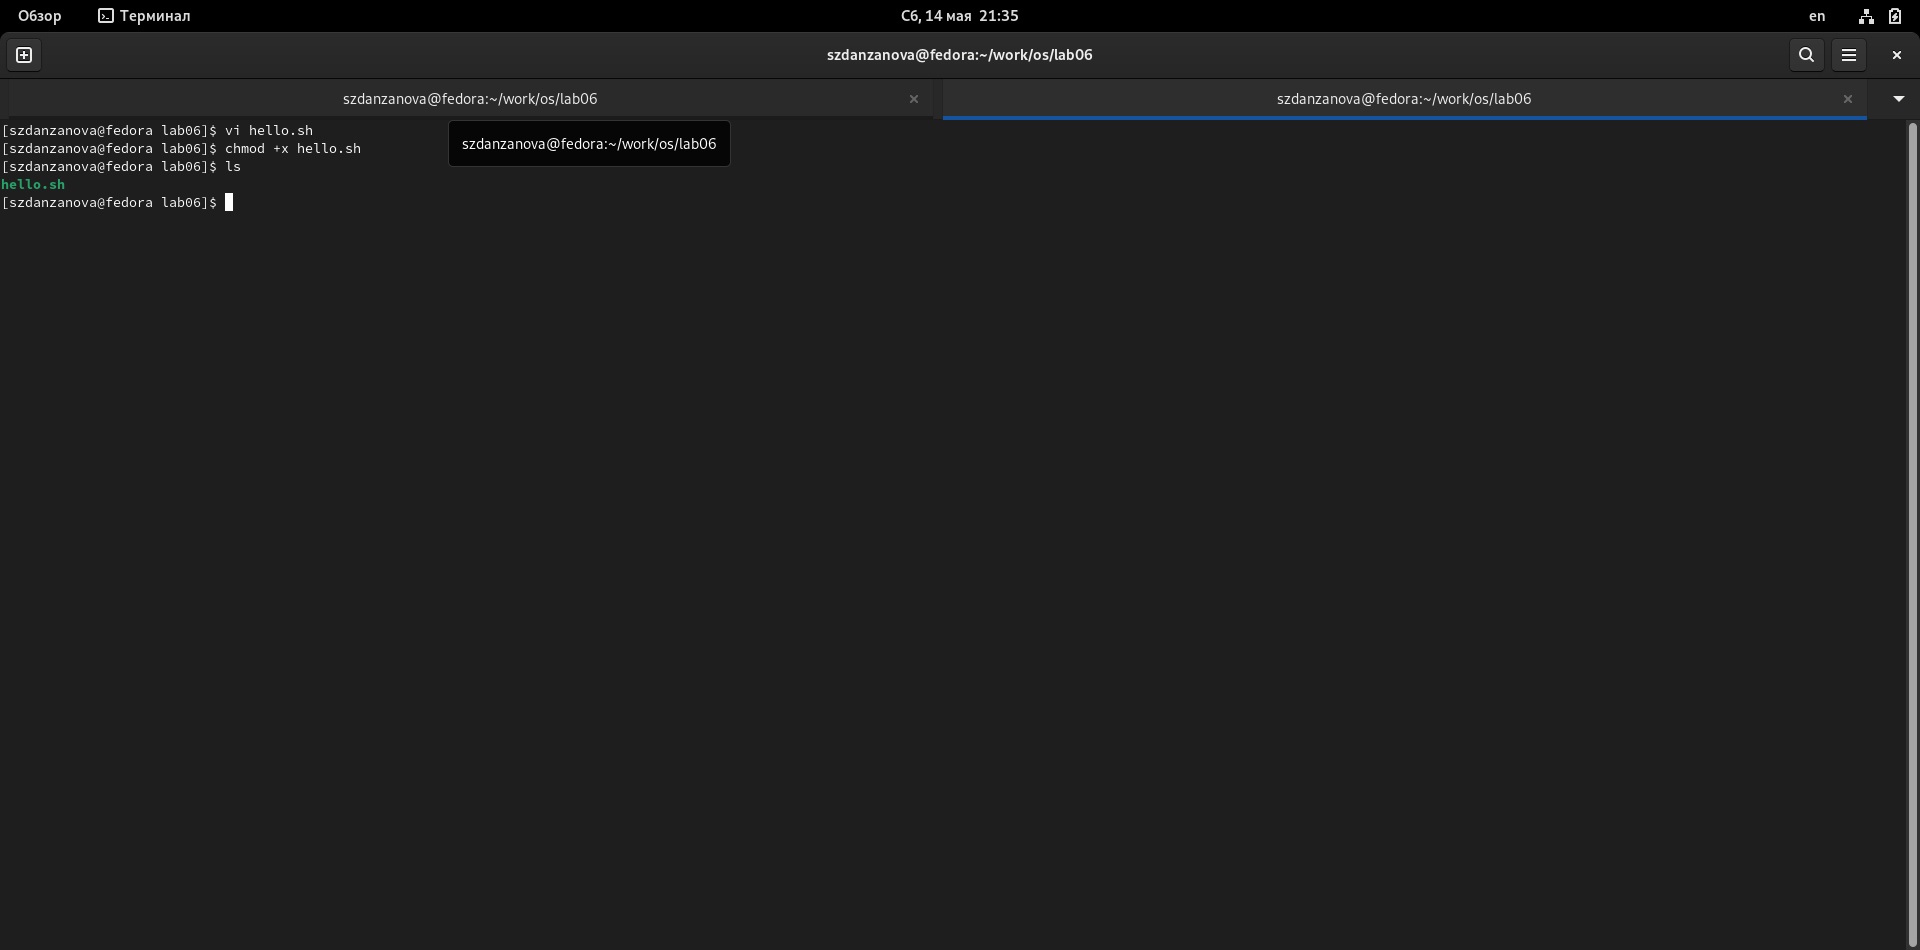 Обзор Терминал Сб, 14 мая 21:35 en
szdanzanova@fedora:~/work/os/lab06
szdanzanova@fedora:~/work/os/lab06 szdanzanova@fedora:~/work/os/lab06
[szdanzanova@fedora lab06]$ vi hello.sh
szdanzanova@fedora:~/work/os/lab06
[szdanzanova@fedora lab06]$ chmod +x hello.sh
[szdanzanova@fedora lab06]$ ls
hello.sh
[szdanzanova@fedora lab06]$